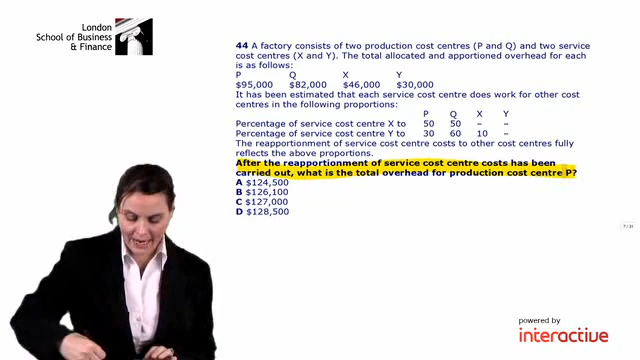 London
School of Business
& Finance
44 A factory consists of two production cost centres (P and Q) and two service
cost centres (X and Y). The total allocated and apportioned overhead for each
is as follows:
P Q X Y
$95,000 $82,000 $46,000 $30,000
It has been estimated that each service cost centre does work for other cost
centres in the following proportions:
P Q X Y
Percentage of service cost centre X to 50 50 – –
Percentage of service cost centre Y to 30 60 10 –
The reapportionment of service cost centre costs to other cost centres fully
reflects the above proportions.
After the reapportionment of service cost centre costs has been
carried out, what is the total overhead for production cost centre P?
A $124,500
B $126,100
C $127,000
D $128,500
7 / 31
powered by
interactive